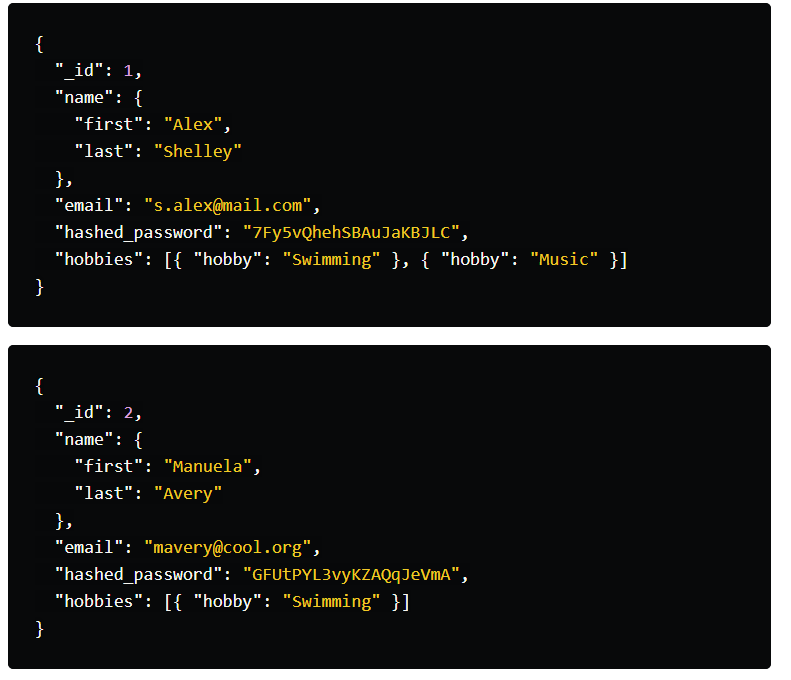 {
  "_id": 1,
  "name": {
    "first": "Alex",
    "last": "Shelley"
  },
  "email": "s.alex@mail.com",
  "hashed_password": "7Fy5vQhehSBAuJaKBJLC",
  "hobbies": [{ "hobby": "Swimming" }, { "hobby": "Music" }]
}
{
  "_id": 2,
  "name": {
    "first": "Manuela",
    "last": "Avery"
  },
  "email": "mavery@cool.org",
  "hashed_password": "GFUtPYL3vyKZAQqJeVmA",
  "hobbies": [{ "hobby": "Swimming" }]
}